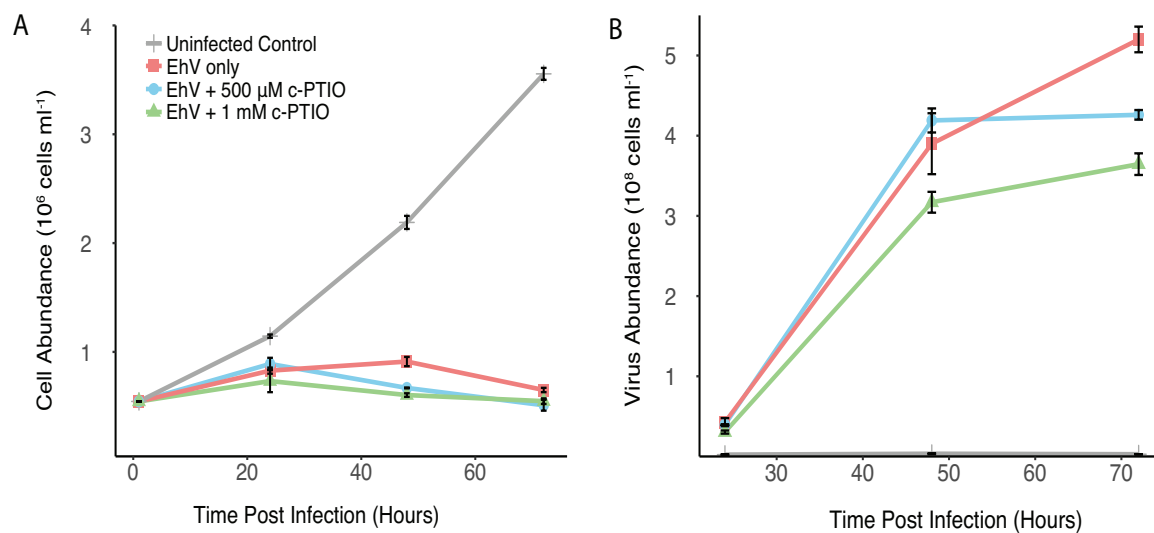 A
Cell Abundance (10⁶ cells ml⁻¹)
4
3
2
1
Uninfected Control
EhV only
EhV + 500 µM c-PTIO
EhV + 1 mM c-PTIO
0
20
40
60
Time Post Infection (Hours)
B
Virus Abundance (10⁸ cells ml⁻¹)
5
4
3
2
1
30
40
50
60
70
Time Post Infection (Hours)